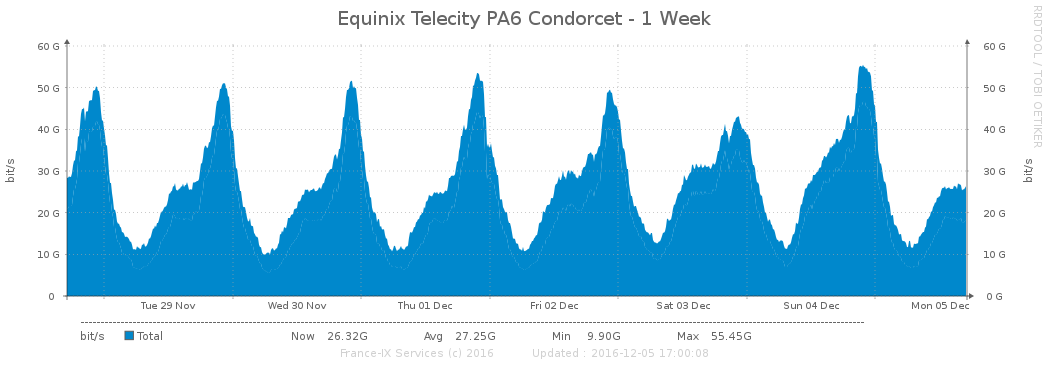 Equinix Telecity PA6 Condorcet - 1 Week
RRDTOOL / TOBI OETIKER
60 G 60 G
50 G 50 G
40 G 40 G
30 G 30 G
20 G 20 G
10 G 10 G
0 0 G
bit/s
bit/s
Tue 29 Nov Wed 30 Nov Thu 01 Dec Fri 02 Dec Sat 03 Dec Sun 04 Dec Mon 05 Dec
bit/s Total Now 26.32G Avg 27.25G Min 9.90G Max 55.45G
France-IX Services (c) 2016 Updated : 2016-12-05 17:00:08